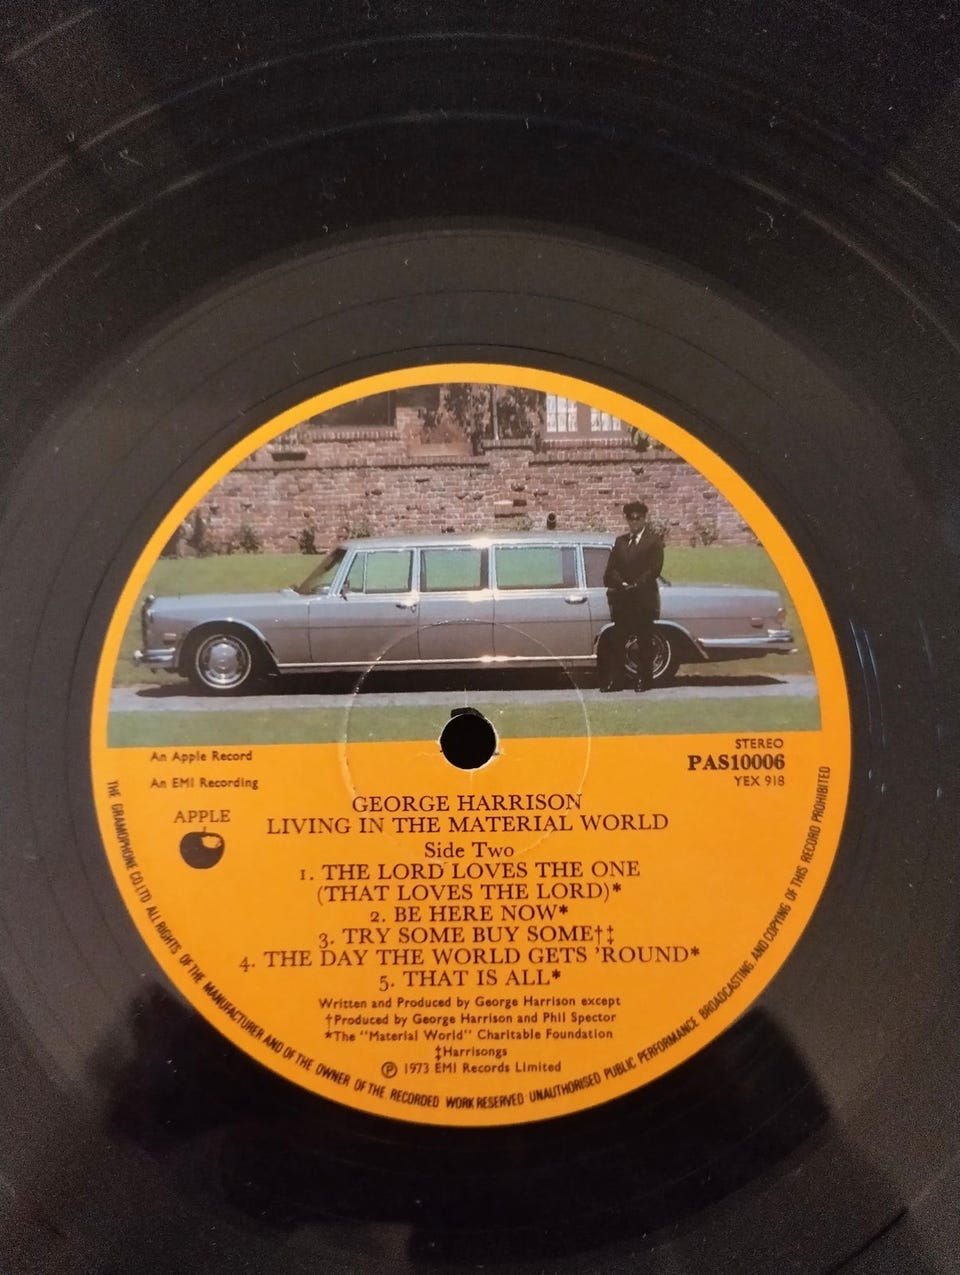 An Apple Record
STEREO
PAS10006
An EMI Recording
YEX 918
APPLE
GEORGE HARRISON
LIVING IN THE MATERIAL WORLD
Side Two
1. THE LORD LOVES THE ONE
(THAT LOVES THE LORD)*
2. BE HERE NOW*
3. TRY SOME BUY SOME†‡
4. THE DAY THE WORLD GETS 'ROUND*
5. THAT IS ALL*
Written and Produced by George Harrison except
†Produced by George Harrison and Phil Spector
*The "Material World" Charitable Foundation
‡Harrisongs
℗ 1973 EMI Records Limited
THE GRAMOPHONE CO LTD ALL RIGHTS OF THE MANUFACTURER AND OF THE OWNER OF THE RECORDED WORK RESERVED UNAUTHORISED PUBLIC PERFORMANCE BROADCASTING AND COPYING OF THIS RECORD PROHIBITED